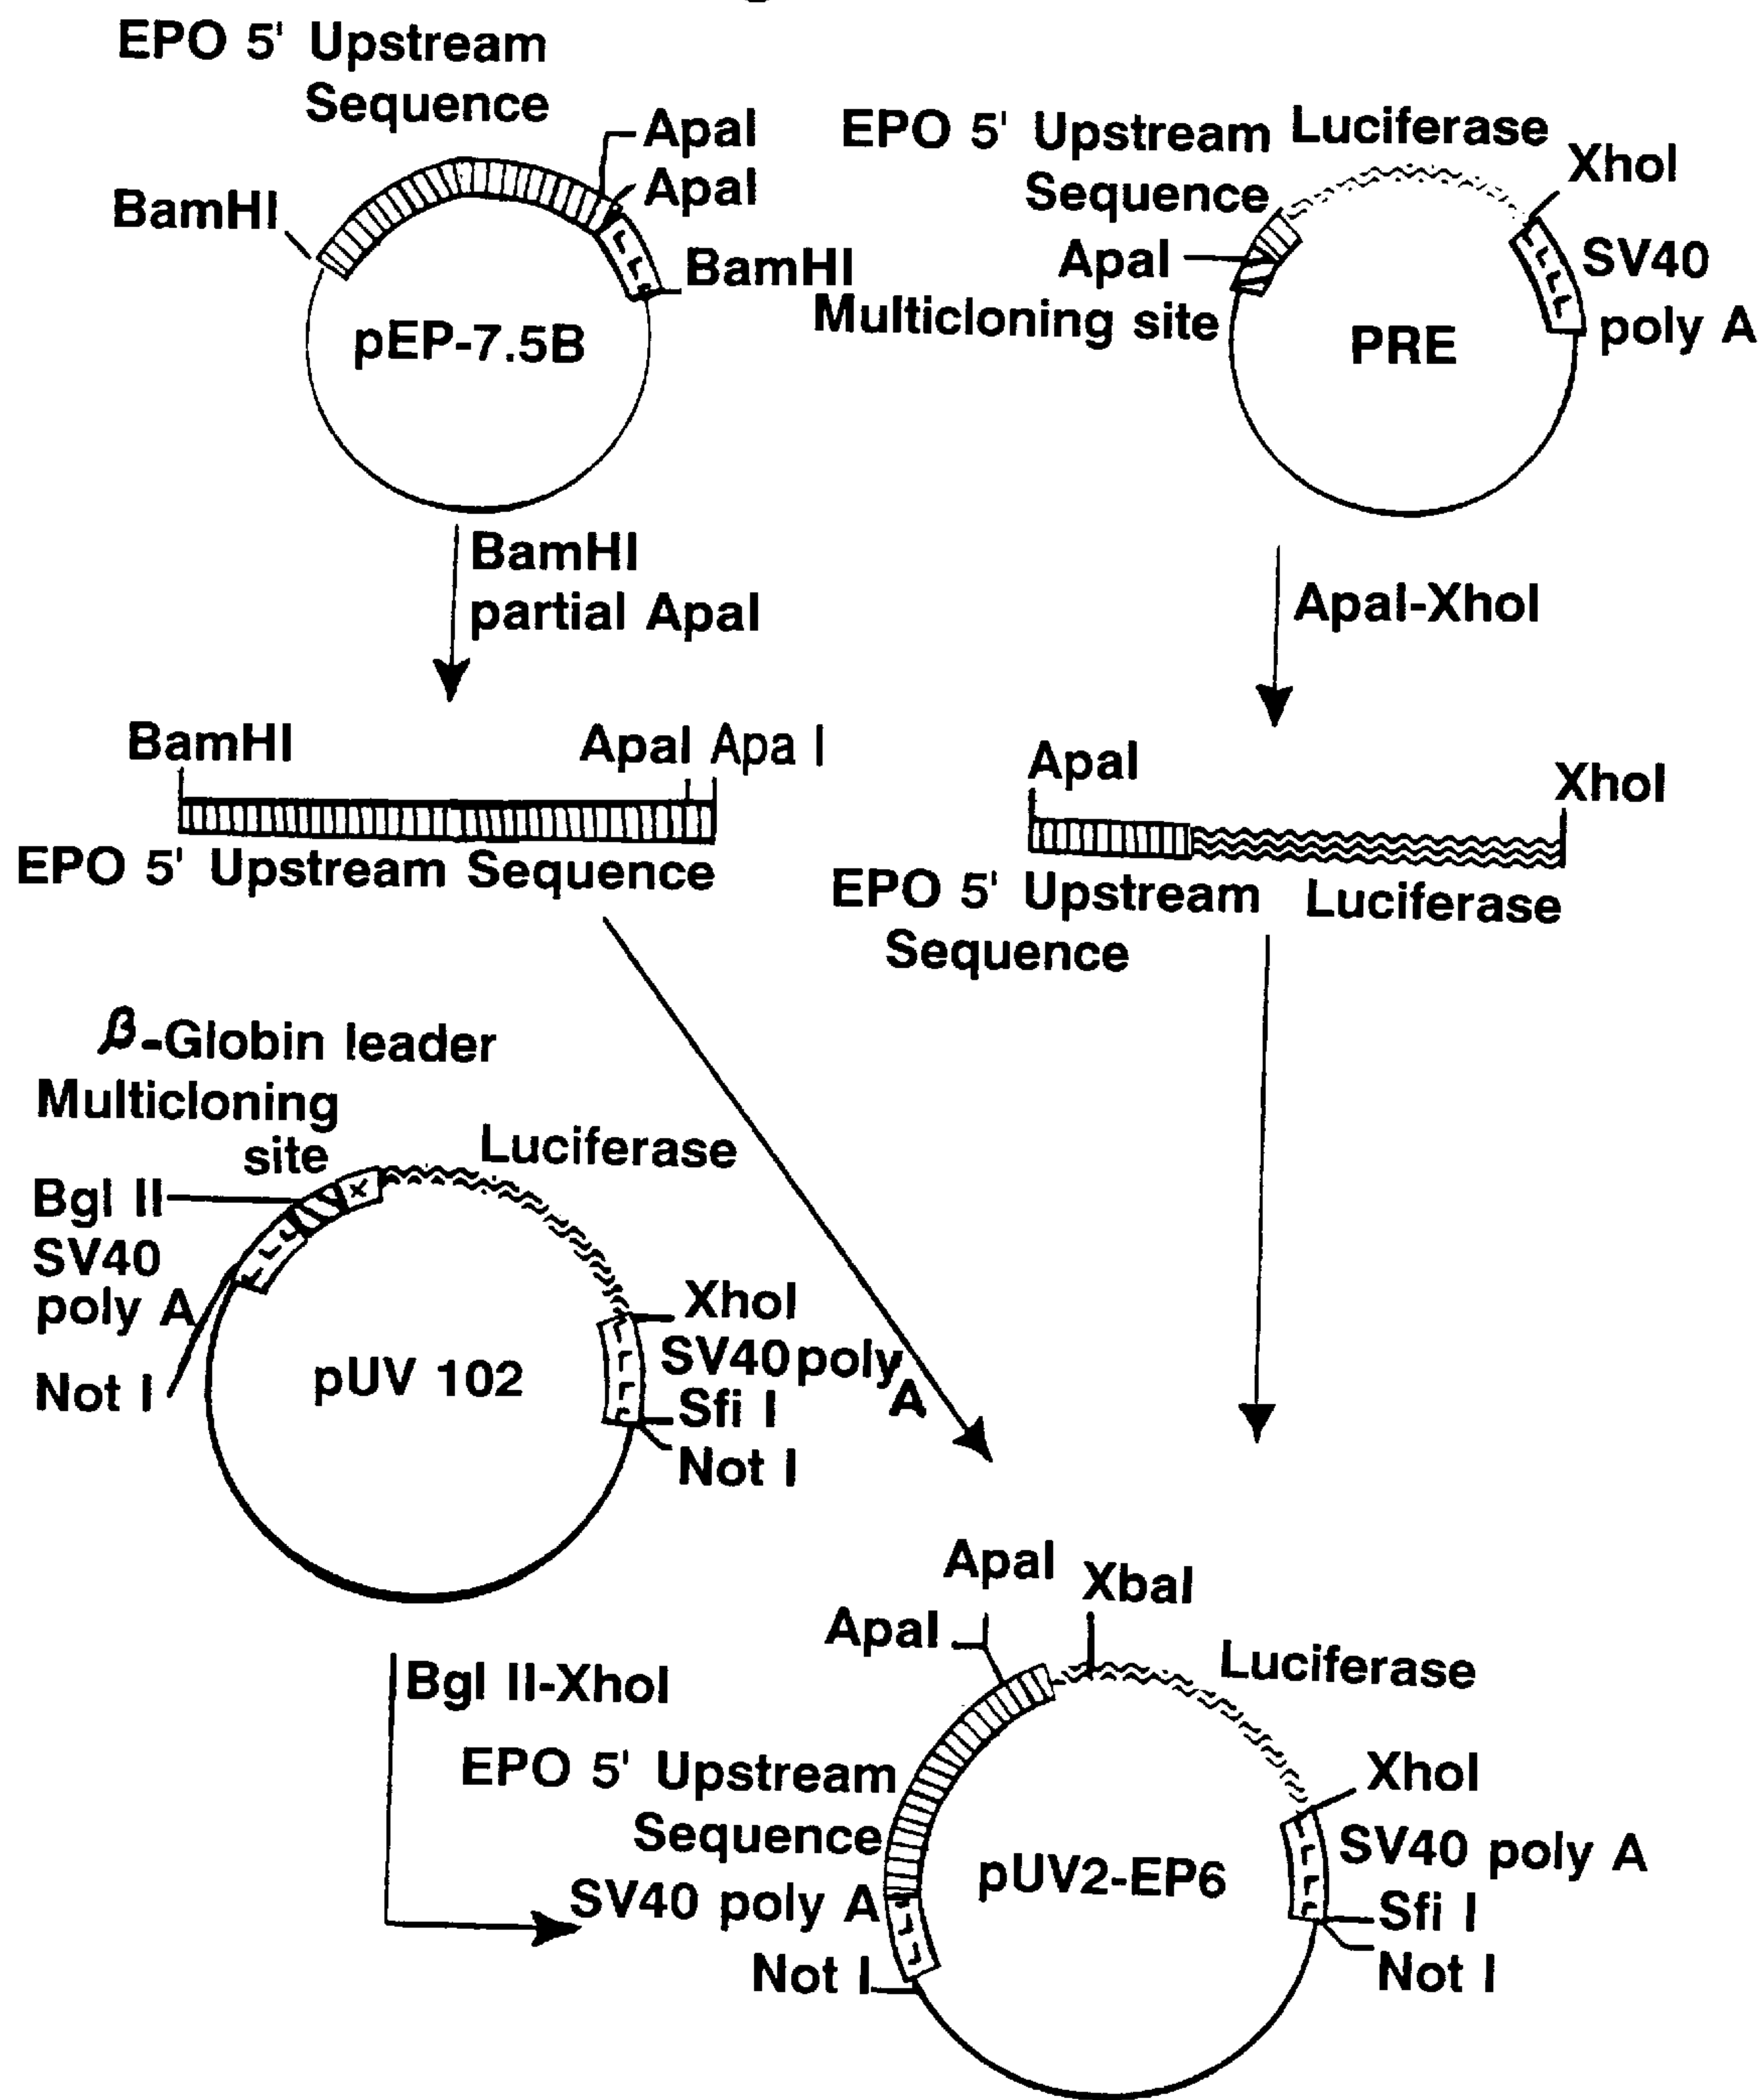 EPO 5' Upstream
Sequence
ApaI
ApaI
BamHI
BamHI
pEP-7.5B
EPO 5' Upstream
Sequence
Luciferase
XhoI
ApaI
Multicloning site
SV40
poly A
PRE
BamHI
partial ApaI
ApaI-XhoI
BamHI
ApaI Apa I
EPO 5' Upstream Sequence
ApaI
XhoI
EPO 5' Upstream
Sequence
Luciferase
β-Globin leader
Multicloning
site
Luciferase
Bgl II
SV40
poly A
Not I
pUV 102
XhoI
SV40 poly
A
Sfi I
Not I
Bgl II-XhoI
ApaI
ApaI
XbaI
Luciferase
EPO 5' Upstream
Sequence
SV40 poly A
Not I
pUV2-EP6
XhoI
SV40 poly A
Sfi I
Not I